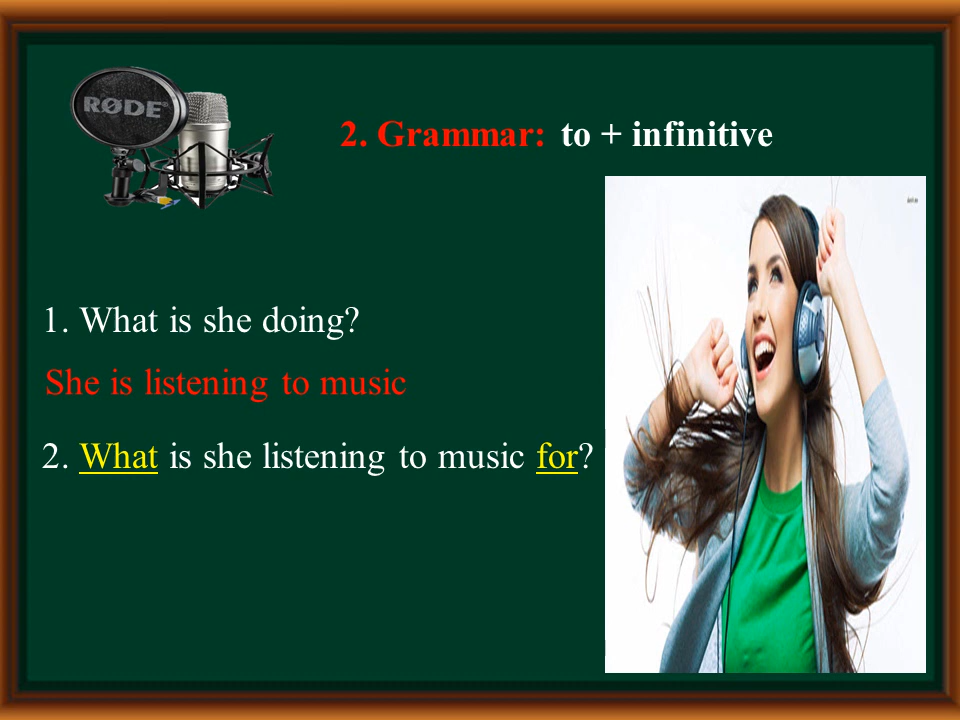 RØDE
2. Grammar: to + infinitive
1. What is she doing?
She is listening to music
2. What is she listening to music for?